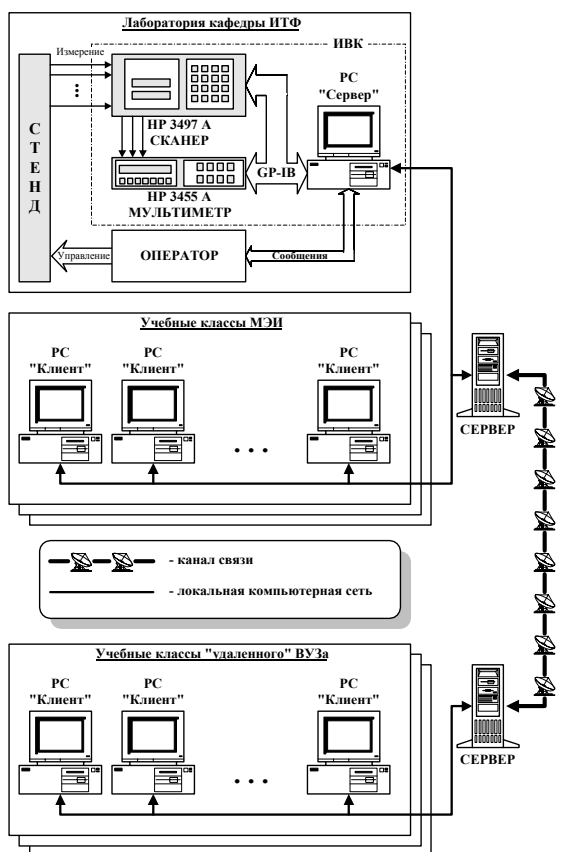 Лаборатория кафедры ИТФ
ИВК
Измерение
РС
"Сервер"
С
Т
Е
Н
Д
HP 3497 A
СКАНЕР
GP-IB
HP 3455 A
МУЛЬТИМЕТР
Управление
ОПЕРАТОР
Сообщения
Учебные классы МЭИ
РС
"Клиент"
РС
"Клиент"
РС
"Клиент"
СЕРВЕР
- канал связи
- локальная компьютерная сеть
Учебные классы "удаленного" ВУЗа
РС
"Клиент"
РС
"Клиент"
РС
"Клиент"
СЕРВЕР